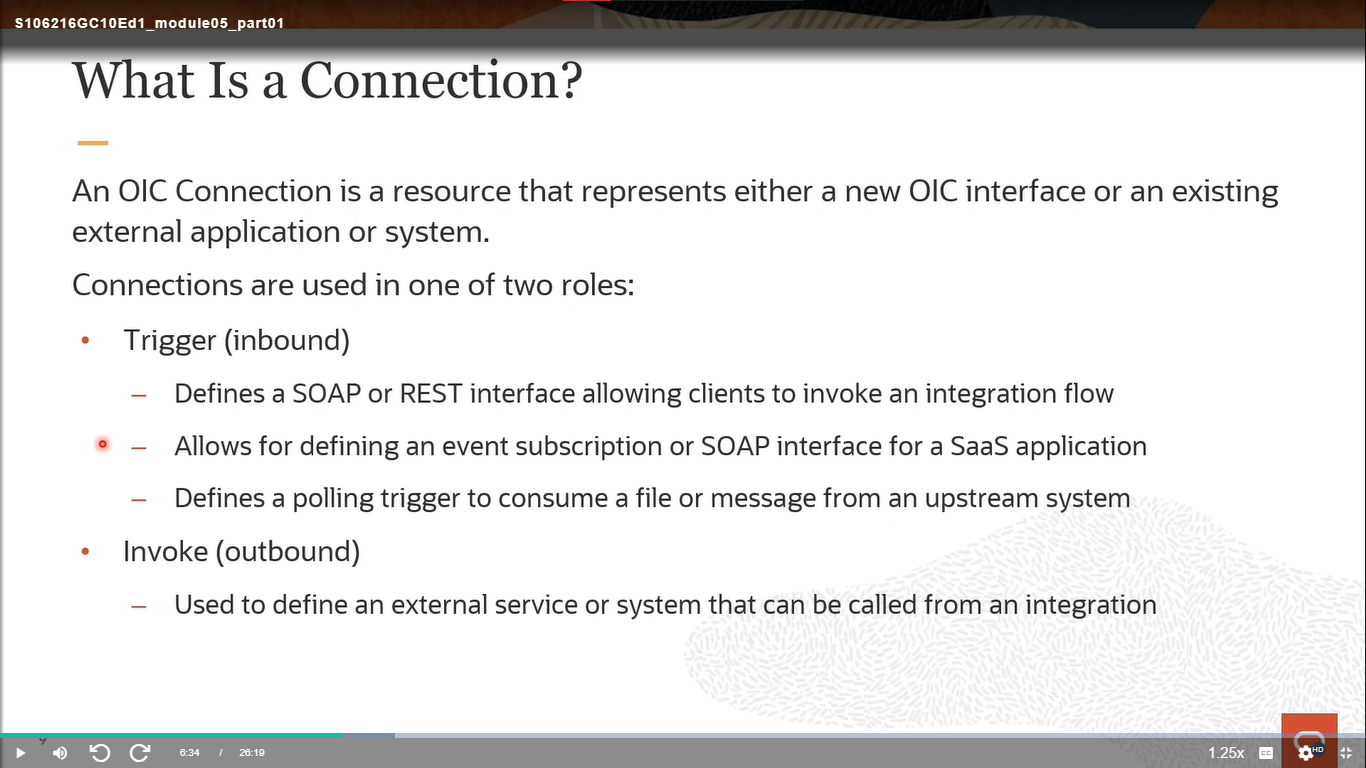 S106216GC10Ed1_module05_part01
What Is a Connection?
An OIC Connection is a resource that represents either a new OIC interface or an existing
external application or system.
Connections are used in one of two roles:
• Trigger (inbound)
– Defines a SOAP or REST interface allowing clients to invoke an integration flow
– Allows for defining an event subscription or SOAP interface for a SaaS application
– Defines a polling trigger to consume a file or message from an upstream system
• Invoke (outbound)
– Used to define an external service or system that can be called from an integration
9
6:34 / 26:19 1.25x CC HD